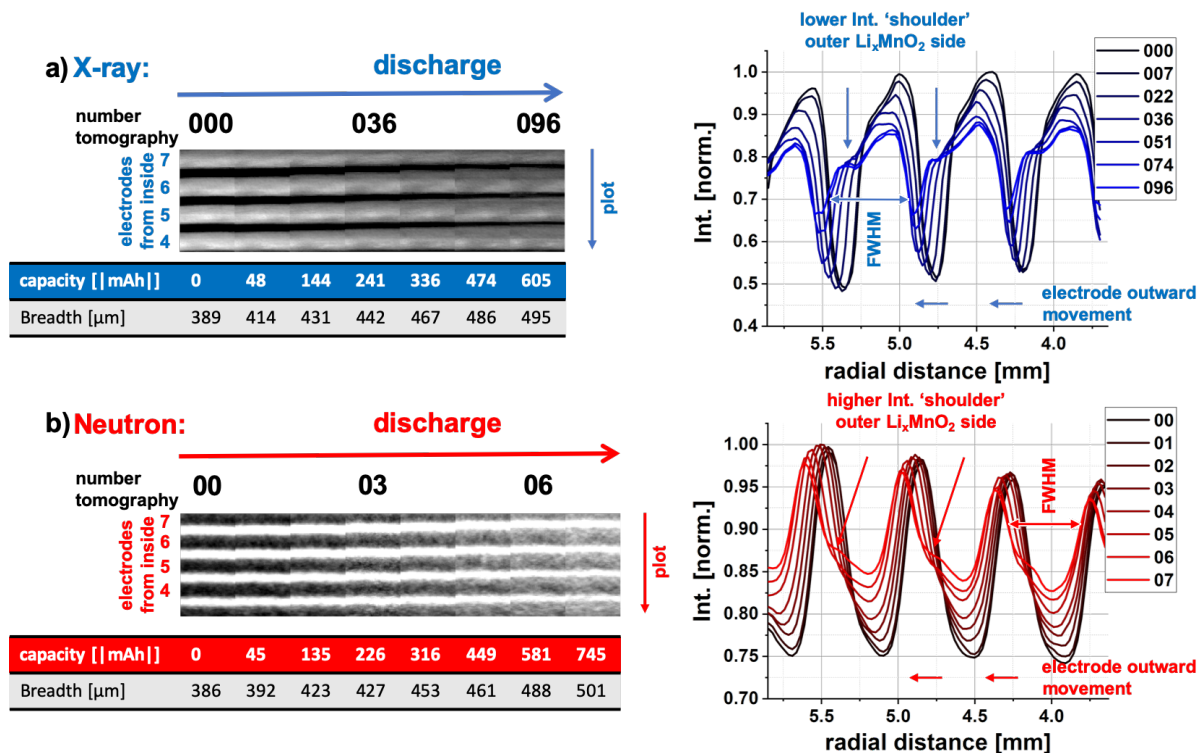 a) X-ray:
discharge
number
tomography
000 036 096
electrodes
from inside
7
6
5
4
plot
capacity [|mAh|] 0 48 144 241 336 474 605
Breadth [µm] 389 414 431 442 467 486 495
lower Int. ‘shoulder’
outer LiₓMnO₂ side
Int. [norm.]
1.0
0.9
0.8
0.7
0.6
0.5
0.4
FWHM
electrode outward
movement
5.5 5.0 4.5 4.0
radial distance [mm]
000
007
022
036
051
074
096
b) Neutron:
discharge
number
tomography
00 03 06
electrodes
from inside
7
6
5
4
plot
capacity [|mAh|] 0 45 135 226 316 449 581 745
Breadth [µm] 386 392 423 427 453 461 488 501
higher Int. ‘shoulder’
outer LiₓMnO₂ side
Int. [norm.]
1.00
0.95
0.90
0.85
0.80
0.75
0.70
FWHM
electrode outward
movement
5.5 5.0 4.5 4.0
radial distance [mm]
00
01
02
03
04
05
06
07